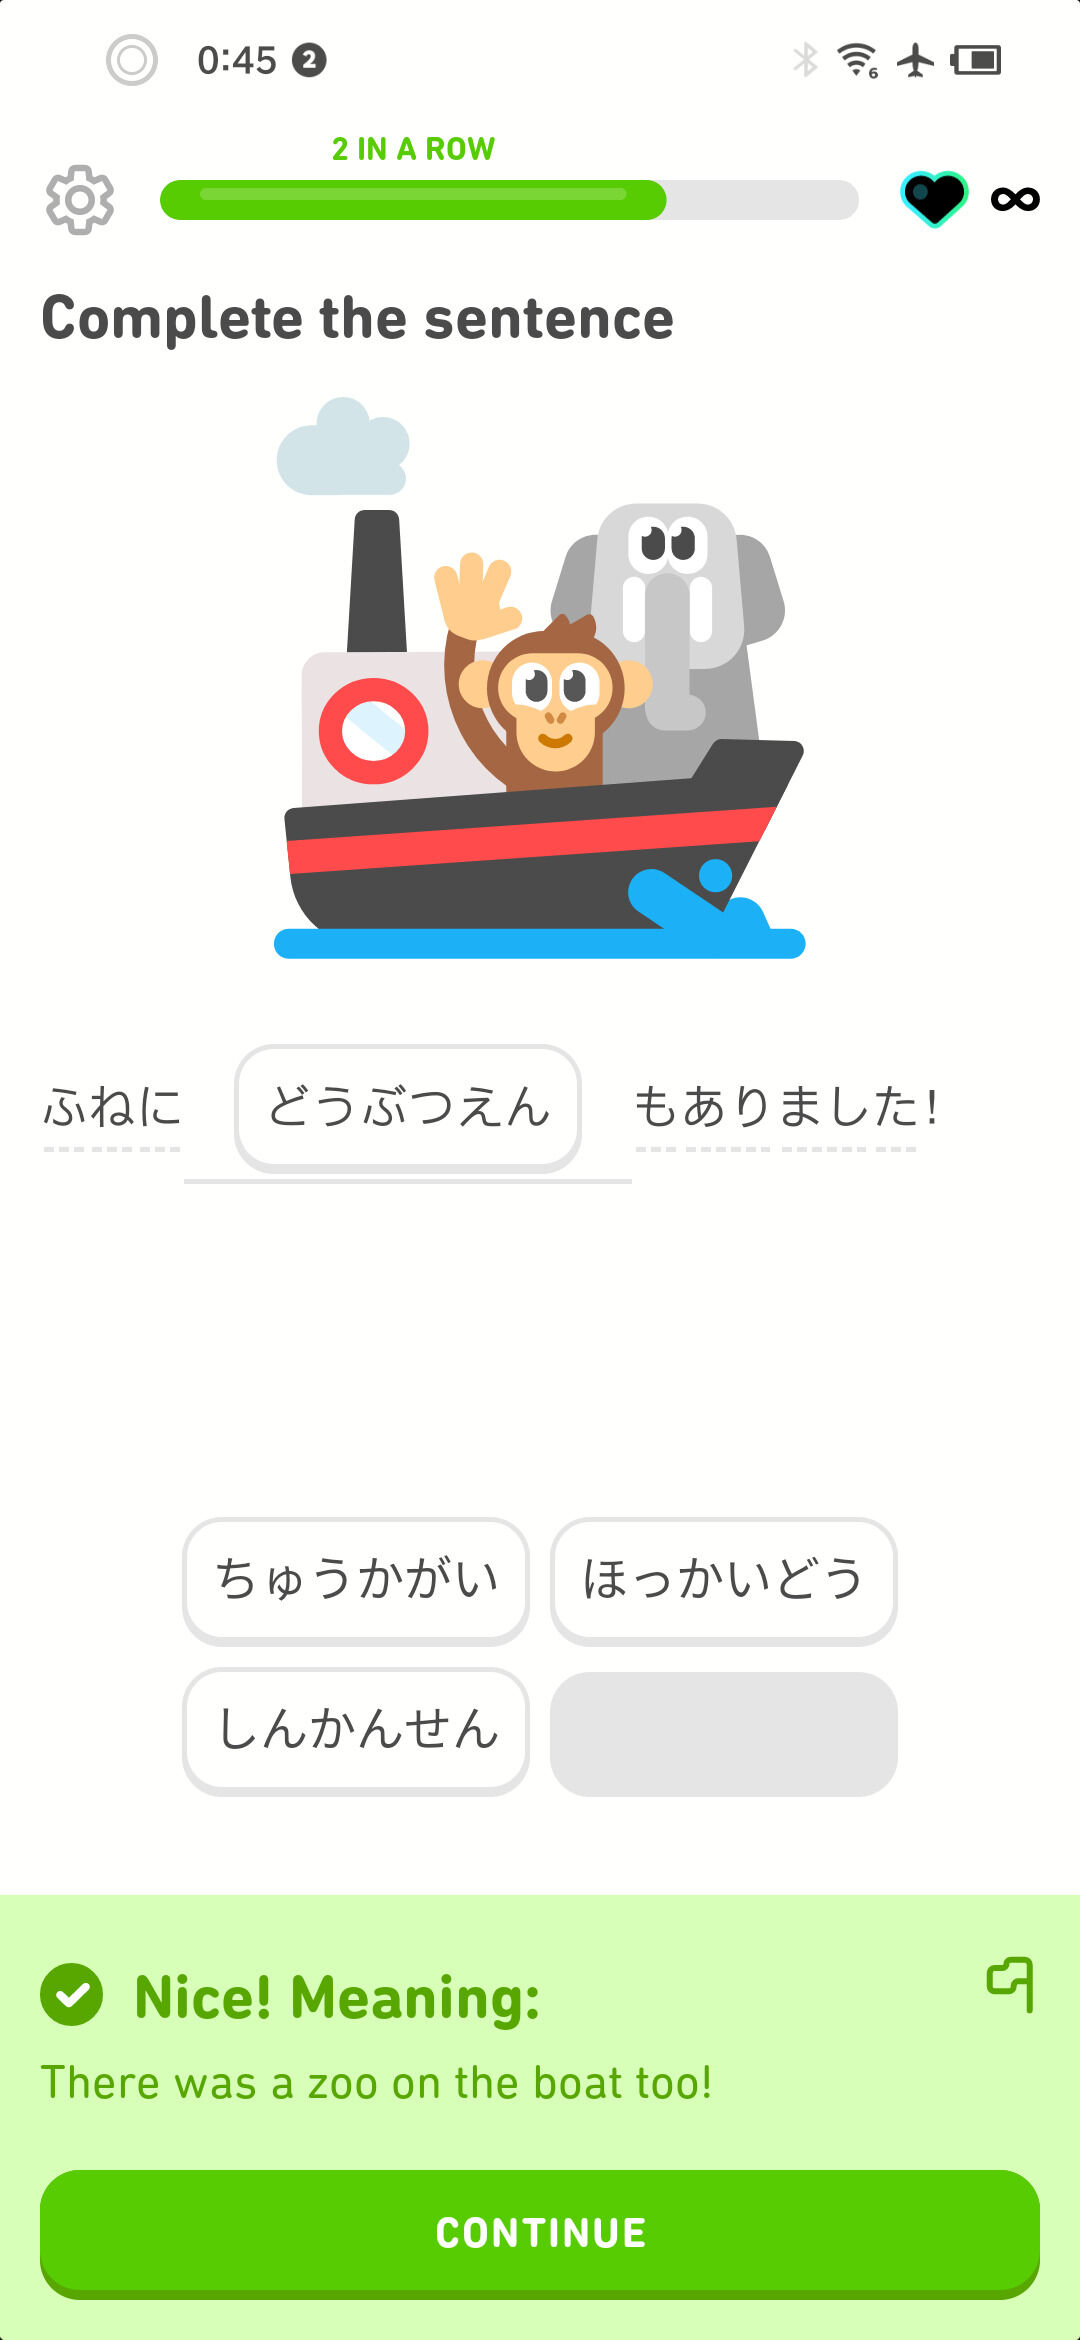 0:45 2 6
2 IN A ROW
Complete the sentence
ふねに どうぶつえん もありました!
ちゅうかがい ほっかいどう
しんかんせん
Nice! Meaning:
There was a zoo on the boat too!
CONTINUE